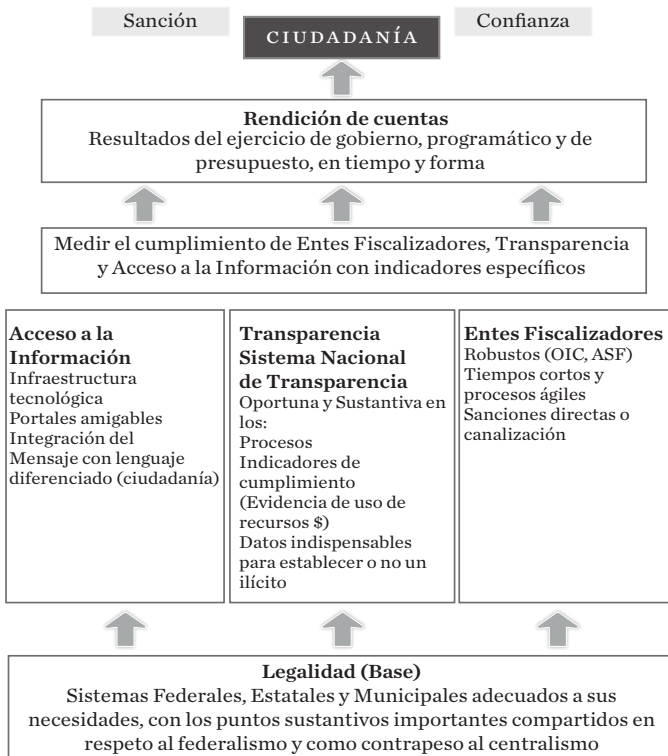 Sanción
CIUDADANÍA
Confianza
Rendición de cuentas
Resultados del ejercicio de gobierno, programático y de
presupuesto, en tiempo y forma
Medir el cumplimiento de Entes Fiscalizadores, Transparencia
y Acceso a la Información con indicadores específicos
Acceso a la
Información
Infraestructura
tecnológica
Portales amigables
Integración del
Mensaje con lenguaje
diferenciado (ciudadanía)
Transparencia
Sistema Nacional
de Transparencia
Oportuna y Sustantiva en
los:
Procesos
Indicadores de
cumplimiento
(Evidencia de uso de
recursos $)
Datos indispensables
para establecer o no un
ilícito
Entes Fiscalizadores
Robustos (OIC, ASF)
Tiempos cortos y
procesos ágiles
Sanciones directas o
canalización
Legalidad (Base)
Sistemas Federales, Estatales y Municipales adecuados a sus
necesidades, con los puntos sustantivos importantes compartidos en
respeto al federalismo y como contrapeso al centralismo